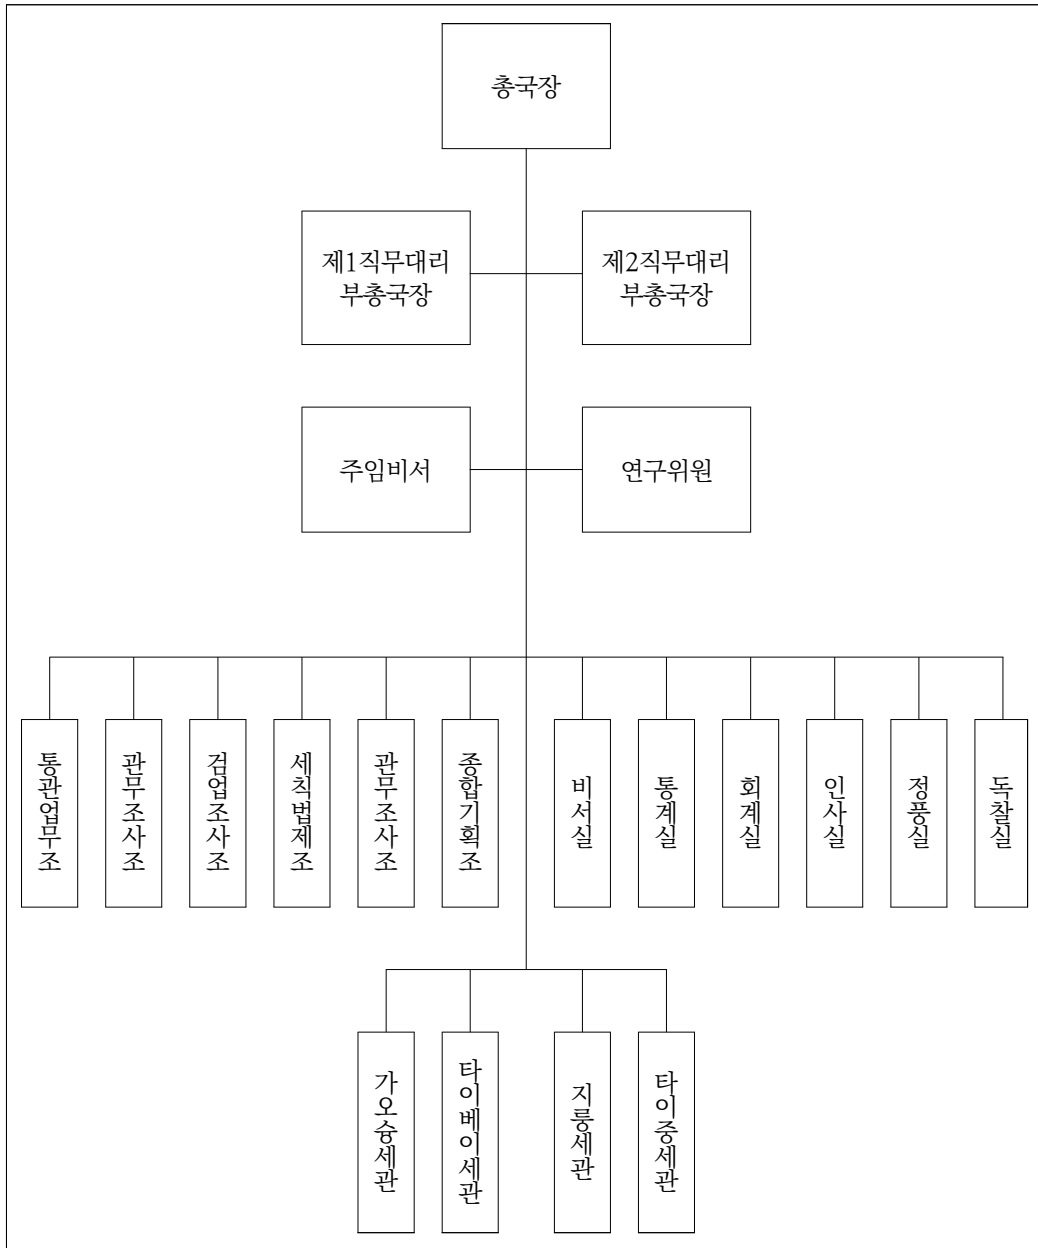 총국장
제1직무대리
부총국장
제2직무대리
부총국장
주임비서
연구위원
통관업무조
관무조사조
검업조사조
세칙법제조
관무조사조
종합기획조
비서실
통계실
회계실
인사실
정풍실
독찰실
가오슝세관
타이베이세관
지룽세관
타이중세관